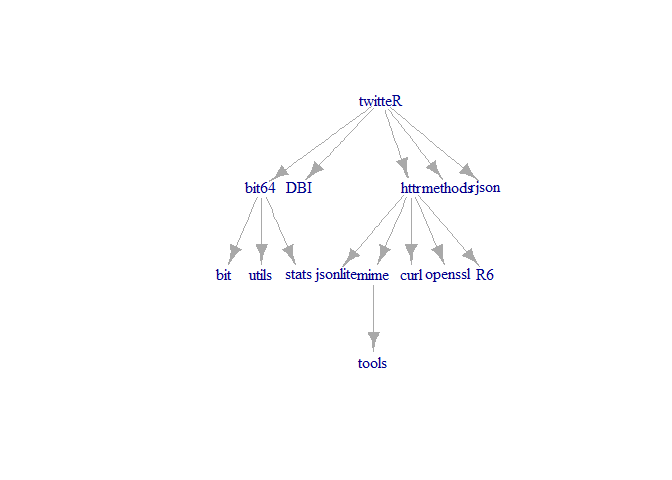 twitteR
bit64 DBI httr methods rjson
bit utils stats jsonlite mime curl openssl R6
tools